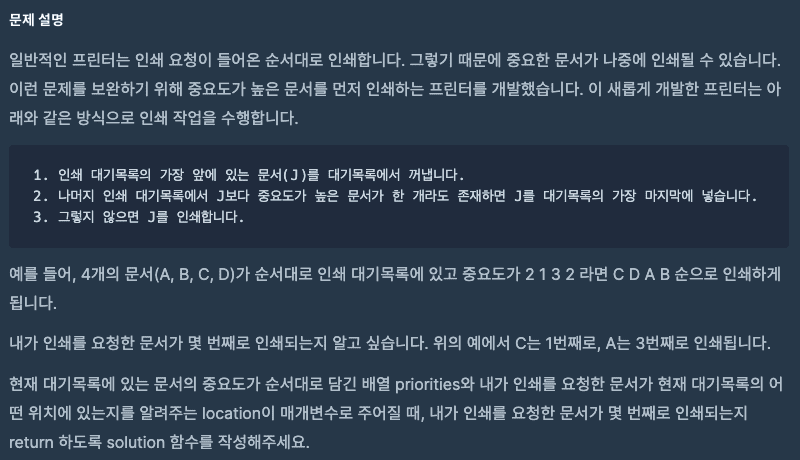 문제 설명
일반적인 프린터는 인쇄 요청이 들어온 순서대로 인쇄합니다. 그렇기 때문에 중요한 문서가 나중에 인쇄될 수 있습니다.
이런 문제를 보완하기 위해 중요도가 높은 문서를 먼저 인쇄하는 프린터를 개발했습니다. 이 새롭게 개발한 프린터는 아
래와 같은 방식으로 인쇄 작업을 수행합니다.
1. 인쇄 대기목록의 가장 앞에 있는 문서(J)를 대기목록에서 꺼냅니다.
2. 나머지 인쇄 대기목록에서 J보다 중요도가 높은 문서가 한 개라도 존재하면 J를 대기목록의 가장 마지막에 넣습니다.
3. 그렇지 않으면 J를 인쇄합니다.
예를 들어, 4개의 문서(A, B, C, D)가 순서대로 인쇄 대기목록에 있고 중요도가 2 1 3 2 라면 C D A B 순으로 인쇄하게
됩니다.
내가 인쇄를 요청한 문서가 몇 번째로 인쇄되는지 알고 싶습니다. 위의 예에서 C는 1번째로, A는 3번째로 인쇄됩니다.
현재 대기목록에 있는 문서의 중요도가 순서대로 담긴 배열 priorities와 내가 인쇄를 요청한 문서가 현재 대기목록의 어
떤 위치에 있는지를 알려주는 location이 매개변수로 주어질 때, 내가 인쇄를 요청한 문서가 몇 번째로 인쇄되는지
return 하도록 solution 함수를 작성해주세요.